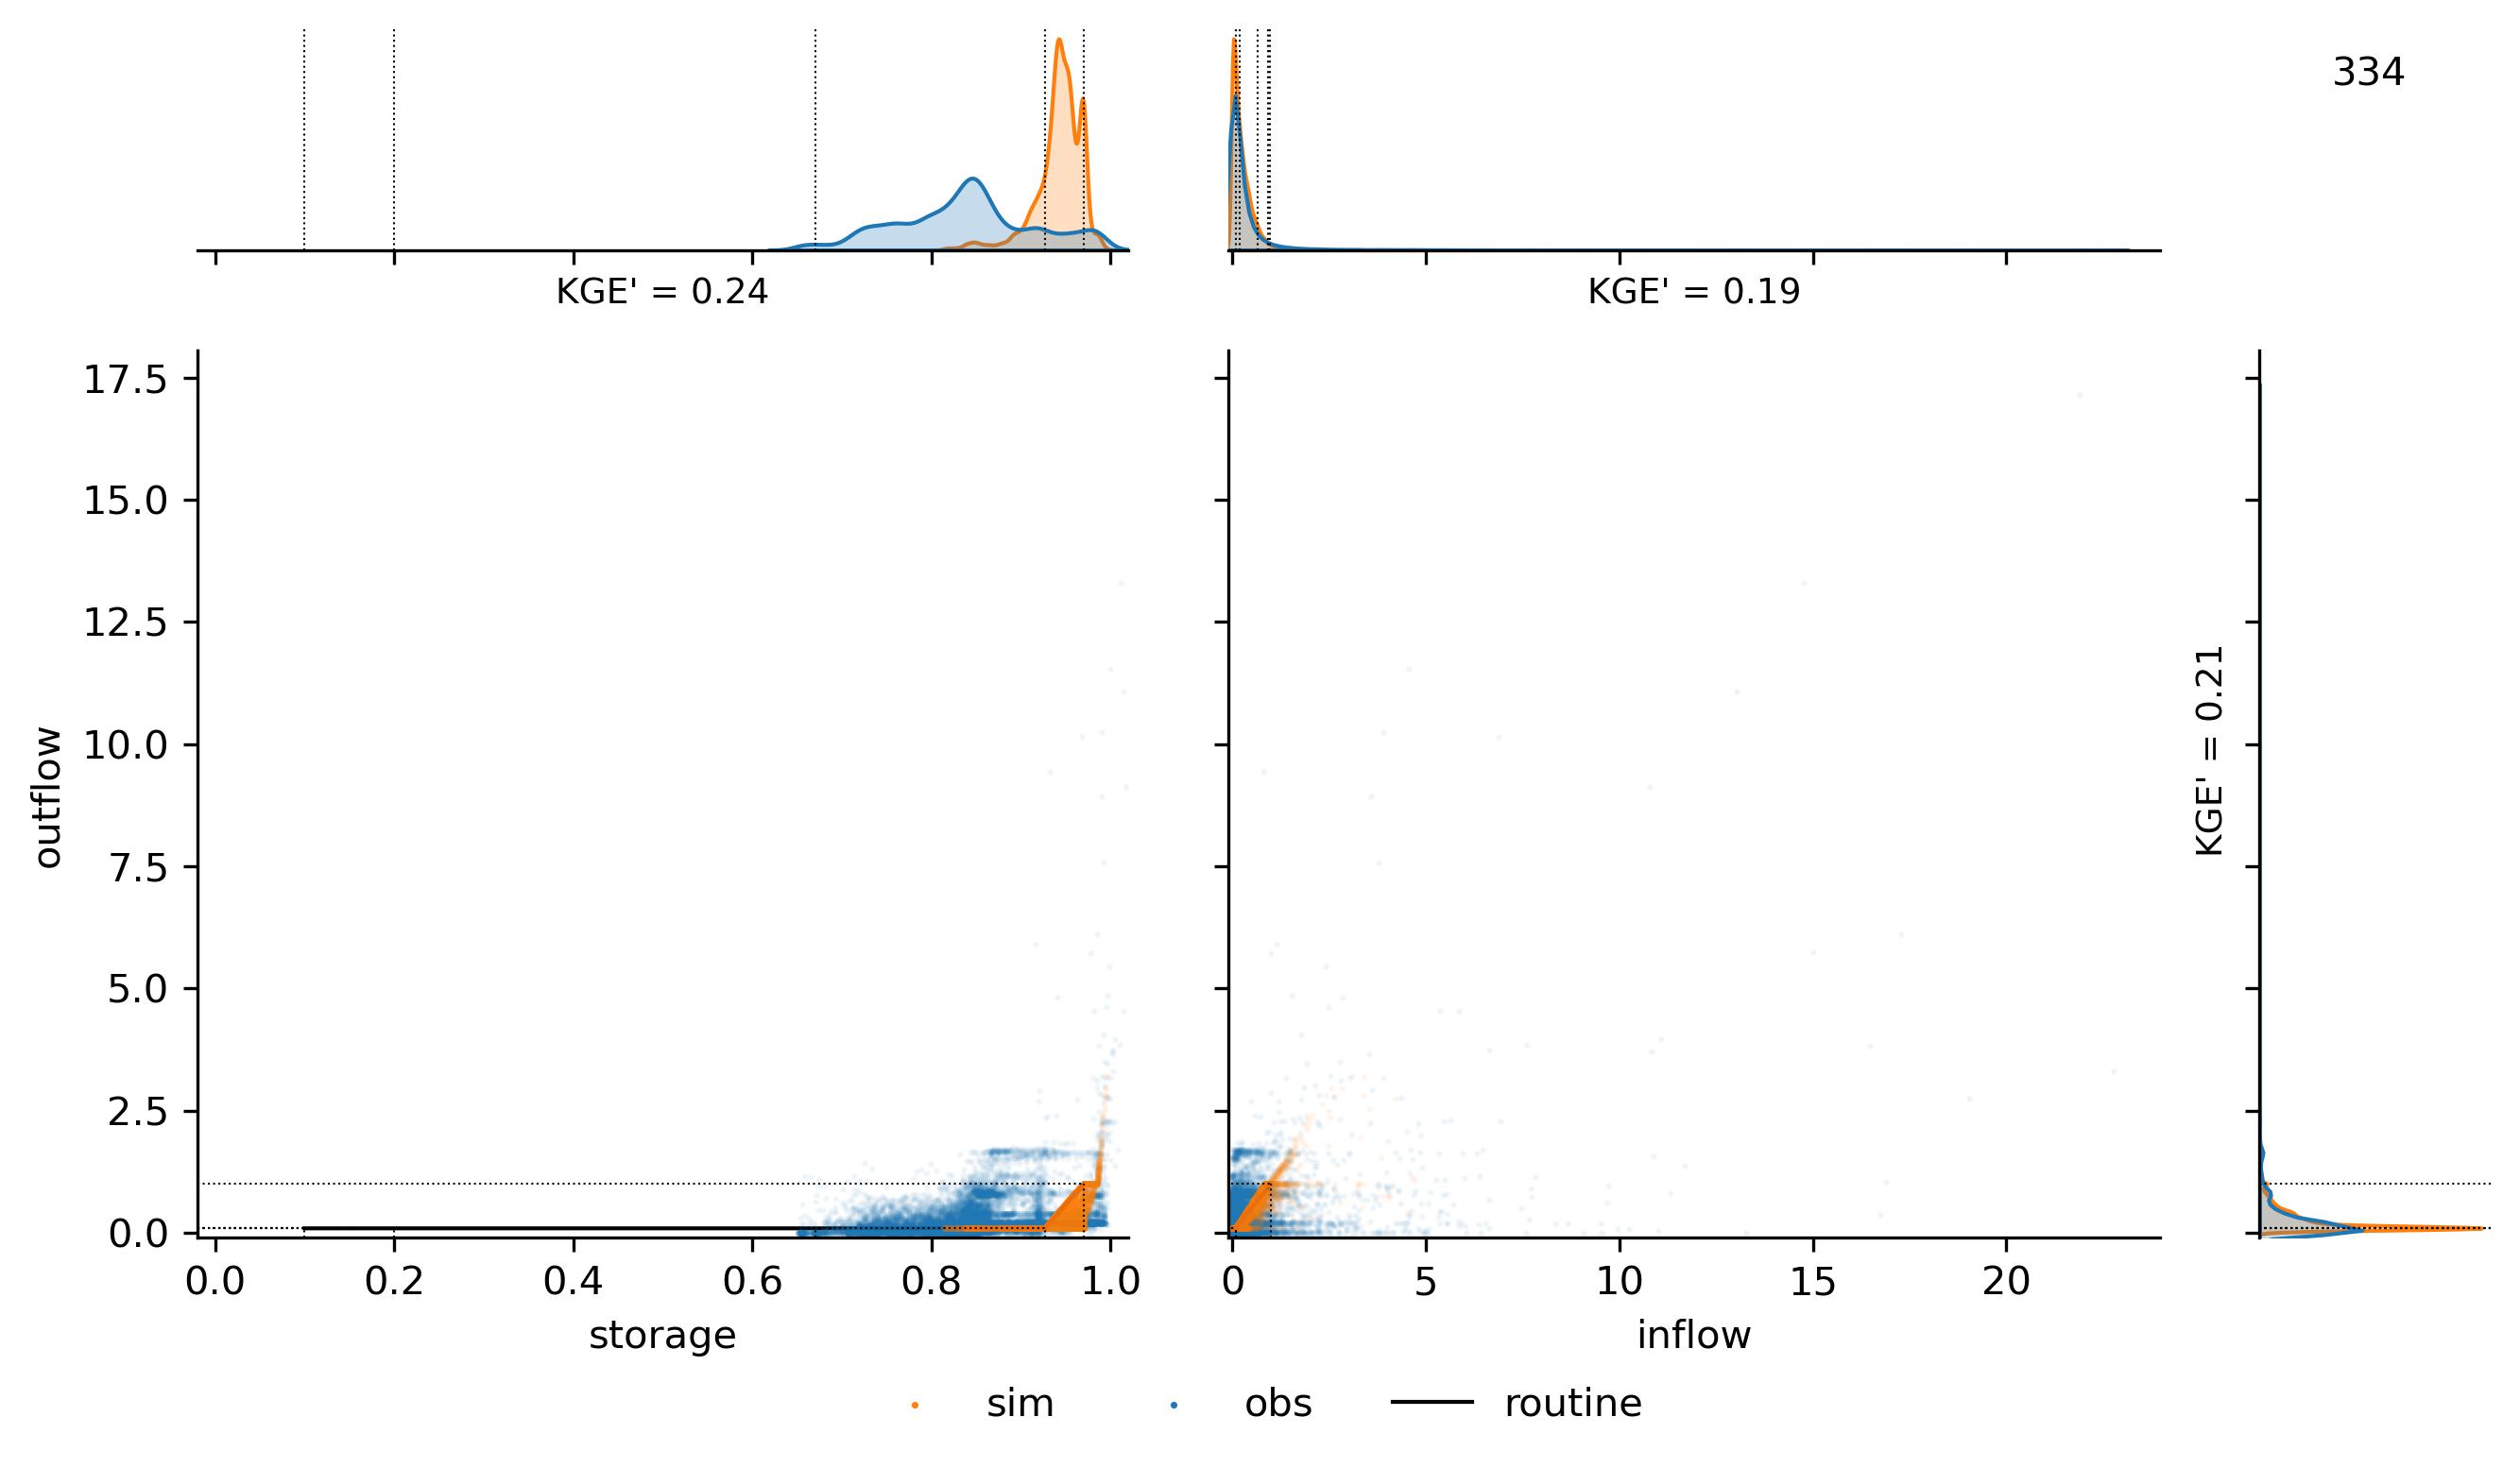 334
KGE' = 0.24
KGE' = 0.19
17.5
15.0
12.5
10.0
7.5
5.0
2.5
0.0
outflow
KGE' = 0.21
0.0 0.2 0.4 0.6 0.8 1.0
0 5 10 15 20
storage
inflow
sim obs routine